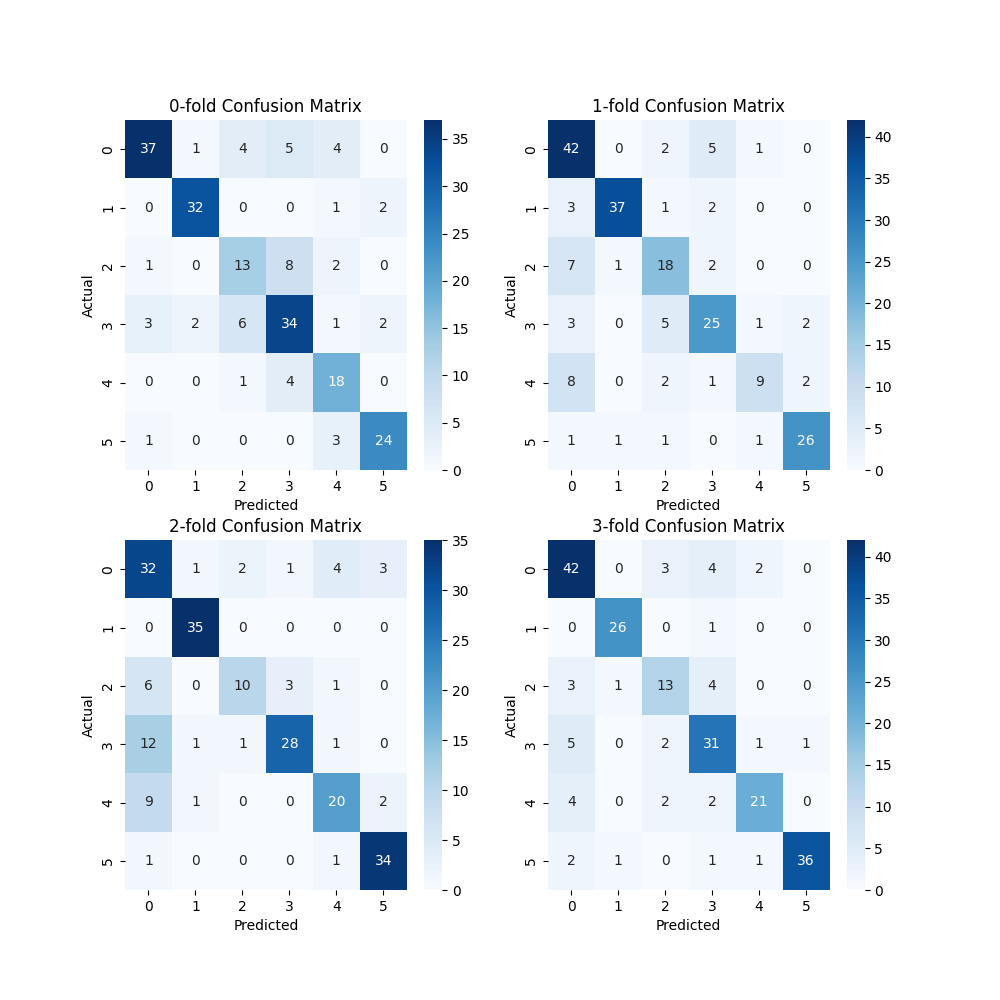 0-fold Confusion Matrix
0 37 1 4 5 4 0
1 0 32 0 0 1 2
2 1 0 13 8 2 0
3 3 2 6 34 1 2
4 0 0 1 4 18 0
5 1 0 0 0 3 24
0 1 2 3 4 5
Actual
Predicted
35
30
25
20
15
10
5
0
1-fold Confusion Matrix
0 42 0 2 5 1 0
1 3 37 1 2 0 0
2 7 1 18 2 0 0
3 3 0 5 25 1 2
4 8 0 2 1 9 2
5 1 1 1 0 1 26
0 1 2 3 4 5
Actual
Predicted
40
35
30
25
20
15
10
5
0
2-fold Confusion Matrix
0 32 1 2 1 4 3
1 0 35 0 0 0 0
2 6 0 10 3 1 0
3 12 1 1 28 1 0
4 9 1 0 0 20 2
5 1 0 0 0 1 34
0 1 2 3 4 5
Actual
Predicted
35
30
25
20
15
10
5
0
3-fold Confusion Matrix
0 42 0 3 4 2 0
1 0 26 0 1 0 0
2 3 1 13 4 0 0
3 5 0 2 31 1 1
4 4 0 2 2 21 0
5 2 1 0 1 1 36
0 1 2 3 4 5
Actual
Predicted
40
35
30
25
20
15
10
5
0